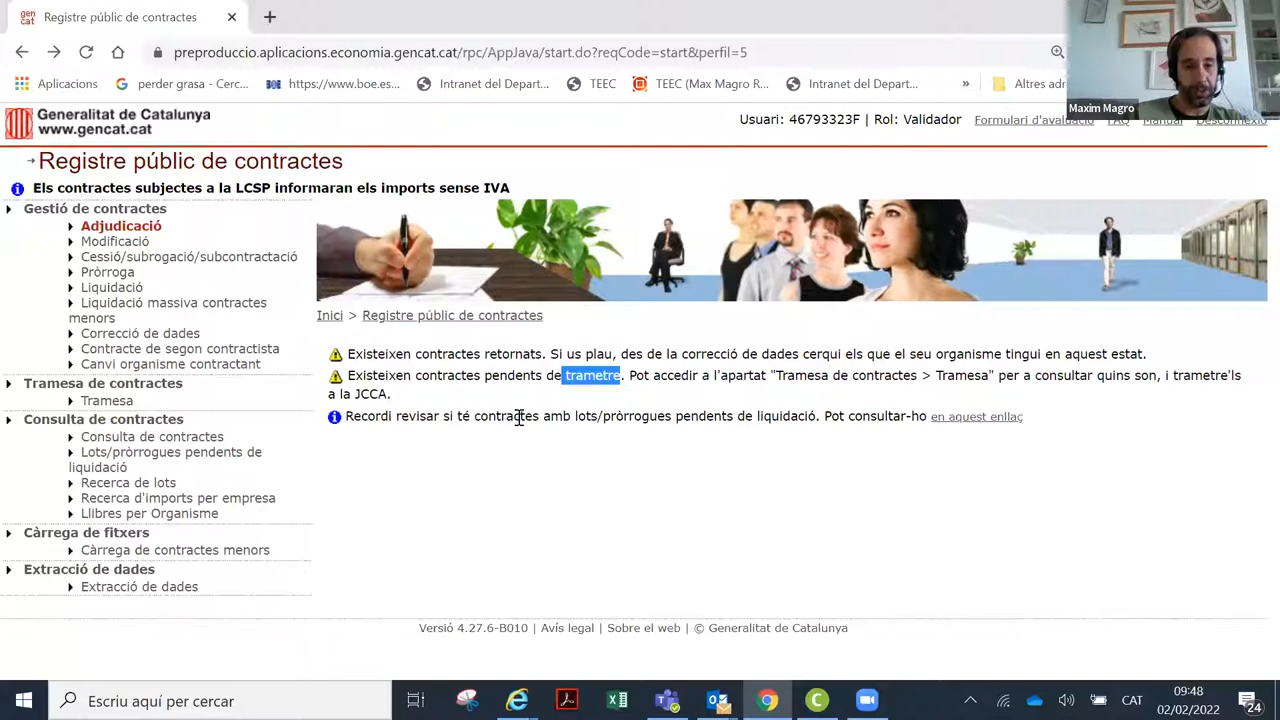 Registre públic de contractes
preproduccio.aplicacions.economia.gencat.cat/rpc/AppJava/start.do?reqCode=start&perfil=5
Aplicacions
perder grasa - Cerc...
https://www.boe.es...
Intranet del Depart...
TEEC
TEEC (Max Magro R...
Intranet del Depart...
»
Maxim Magro
Generalitat de Catalunya
www.gencat.cat
Usuari: 46793323F | Rol: Validador
Formulari d'avaluació
FAQ
Manual
Desconnexió
Registre públic de contractes
Els contractes subjectes a la LCSP informaran els imports sense IVA
Gestió de contractes
Adjudicació
Modificació
Cessió/subrogació/subcontractació
Pròrroga
Liquidació
Liquidació massiva contractes
menors
Correcció de dades
Contracte de segon contractista
Canvi organisme contractant
Tramesa de contractes
Tramesa
Consulta de contractes
Consulta de contractes
Lots/pròrrogues pendents de
liquidació
Recerca de lots
Recerca d'imports per empresa
Llibres per Organisme
Càrrega de fitxers
Càrrega de contractes menors
Extracció de dades
Extracció de dades
Inici > Registre públic de contractes
Existeixen contractes retornats. Si us plau, des de la correcció de dades cerqui els que el seu organisme tingui en aquest estat.
Existeixen contractes pendents de trametre. Pot accedir a l'apartat "Tramesa de contractes > Tramesa" per a consultar quins son, i trametre'ls
a la JCCA.
Recordi revisar si té contractes amb lots/pròrrogues pendents de liquidació. Pot consultar-ho en aquest enllaç
Versió 4.27.6-B010 | Avís legal | Sobre el web | © Generalitat de Catalunya
Escriu aquí per cercar
CAT
09:48
02/02/2022
24